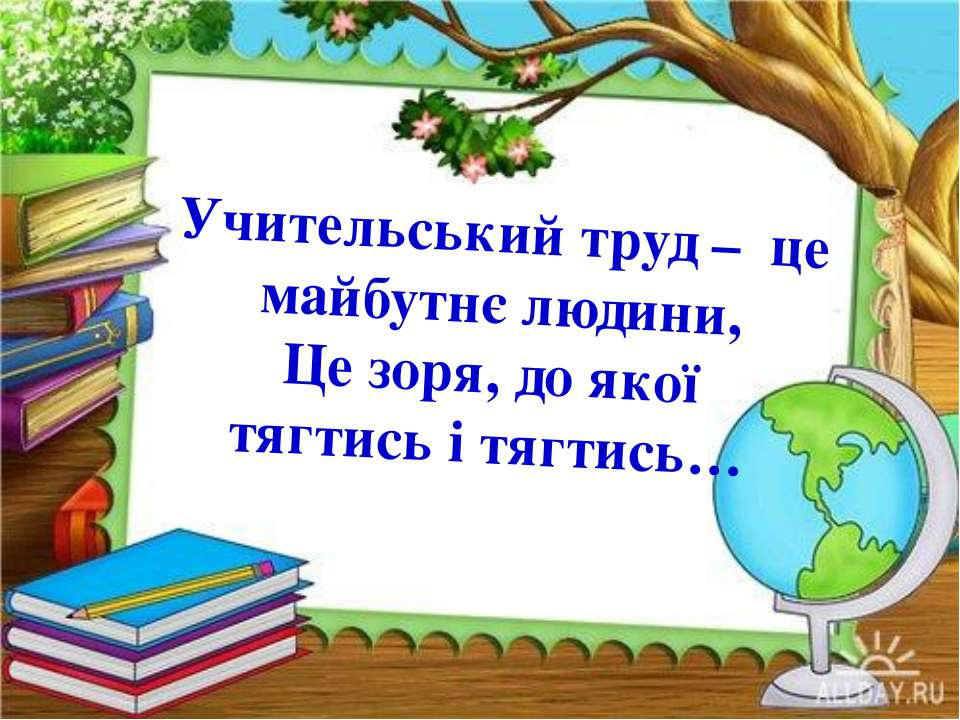 Учительський труд – це
майбутнє людини,
Це зоря, до якої
тягтись і тягтись…
ALLDAY.RU